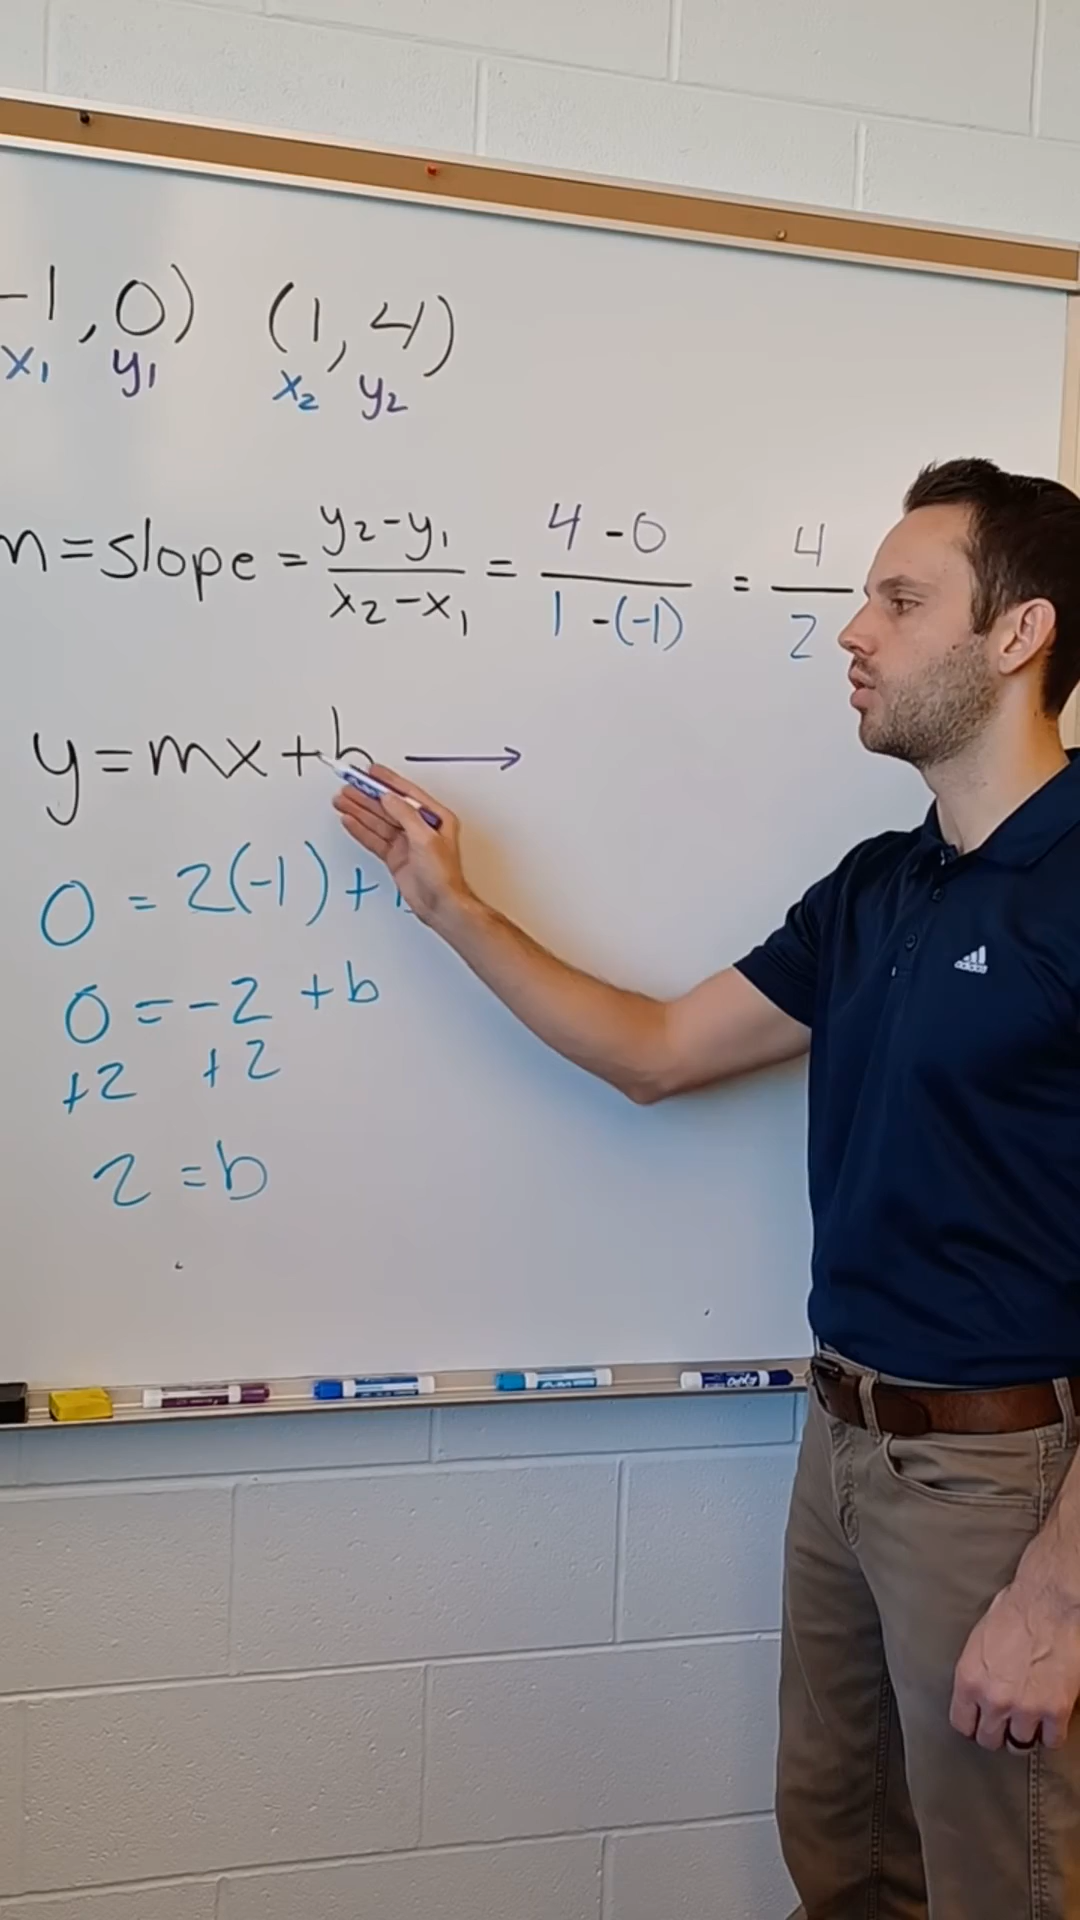 -1, 0) (1, 4)
x₁ y₁ x₂ y₂
m = slope = y₂-y₁ / x₂-x₁ = 4-0 / 1-(-1) = 4 / 2
y = mx + b →
0 = 2(-1) +
0 = -2 + b
+2 +2
2 = b
adidas
EXPO